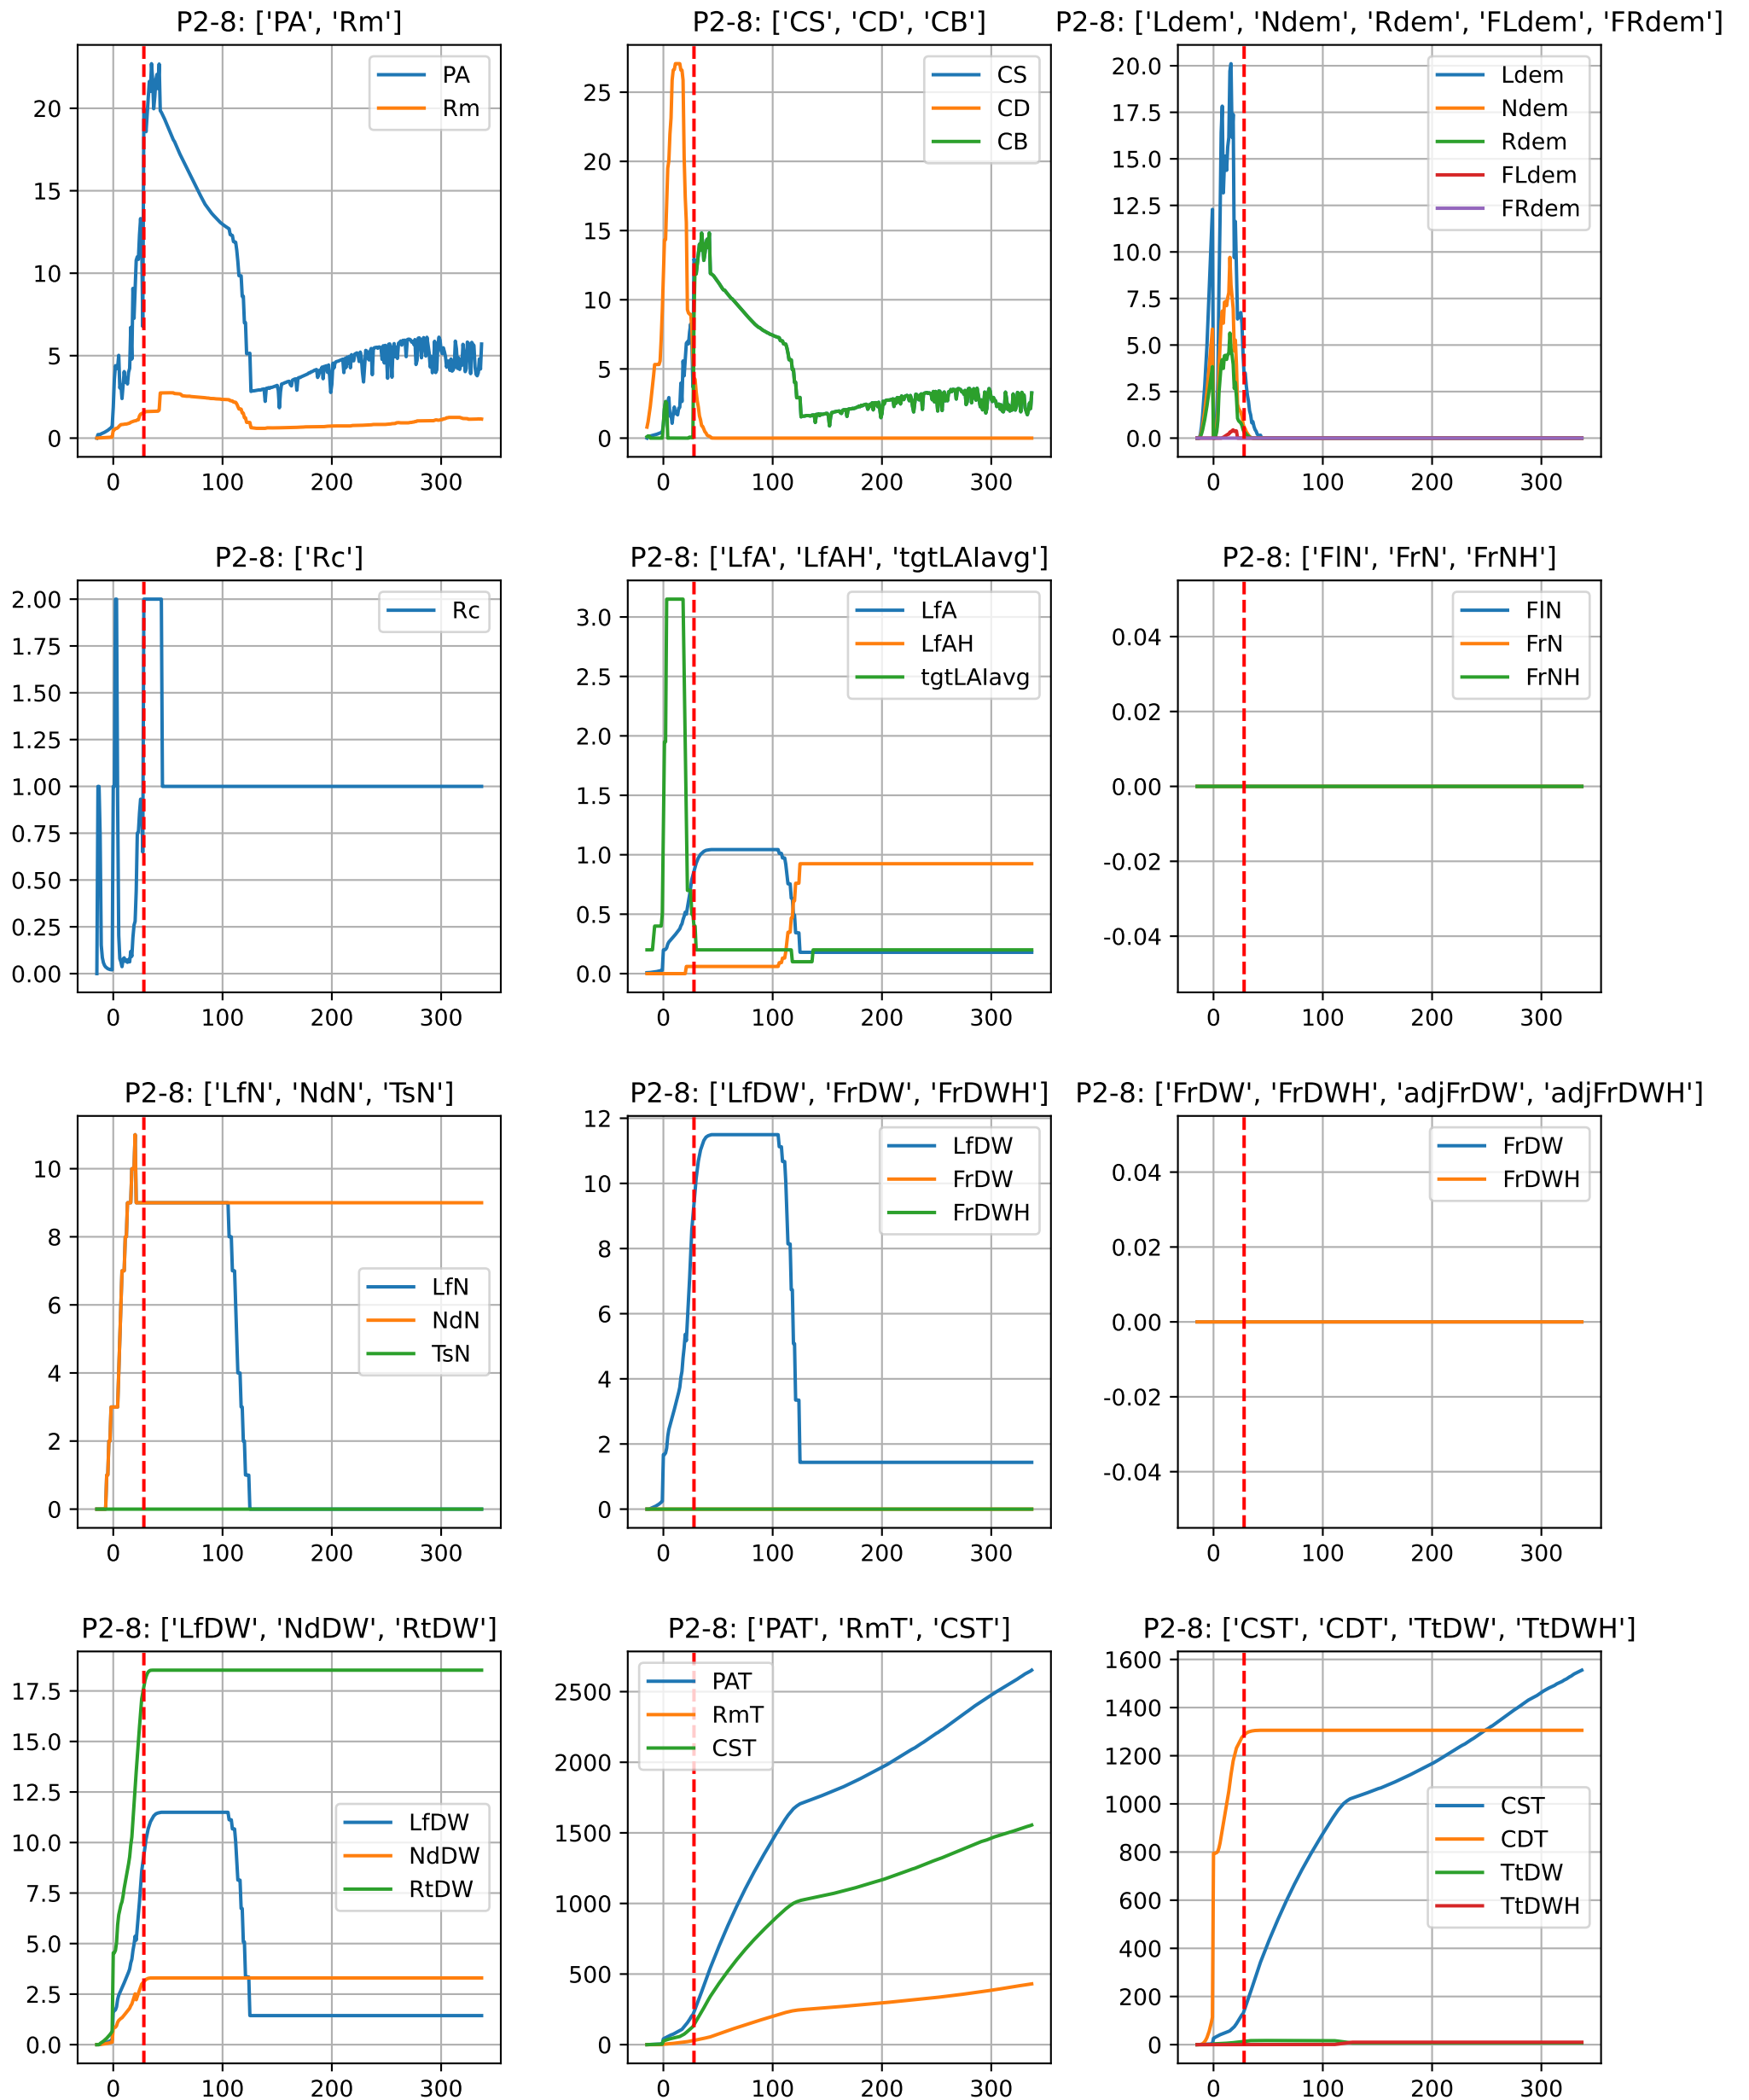 P2-8: ['PA', 'Rm']
PA
Rm
20
15
10
5
0
0 100 200 300
P2-8: ['CS', 'CD', 'CB']
CS
CD
CB
25
20
15
10
5
0
0 100 200 300
P2-8: ['Ldem', 'Ndem', 'Rdem', 'FLdem', 'FRdem']
Ldem
Ndem
Rdem
FLdem
FRdem
20.0
17.5
15.0
12.5
10.0
7.5
5.0
2.5
0.0
0 100 200 300
P2-8: ['Rc']
Rc
2.00
1.75
1.50
1.25
1.00
0.75
0.50
0.25
0.00
0 100 200 300
P2-8: ['LfA', 'LfAH', 'tgtLAIavg']
LfA
LfAH
tgtLAIavg
3.0
2.5
2.0
1.5
1.0
0.5
0.0
0 100 200 300
P2-8: ['FlN', 'FrN', 'FrNH']
FlN
FrN
FrNH
0.04
0.02
0.00
-0.02
-0.04
0 100 200 300
P2-8: ['LfN', 'NdN', 'TsN']
LfN
NdN
TsN
10
8
6
4
2
0
0 100 200 300
P2-8: ['LfDW', 'FrDW', 'FrDWH']
LfDW
FrDW
FrDWH
12
10
8
6
4
2
0
0 100 200 300
P2-8: ['FrDW', 'FrDWH', 'adjFrDW', 'adjFrDWH']
FrDW
FrDWH
0.04
0.02
0.00
-0.02
-0.04
0 100 200 300
P2-8: ['LfDW', 'NdDW', 'RtDW']
LfDW
NdDW
RtDW
17.5
15.0
12.5
10.0
7.5
5.0
2.5
0.0
0 100 200 300
P2-8: ['PAT', 'RmT', 'CST']
PAT
RmT
CST
2500
2000
1500
1000
500
0
0 100 200 300
P2-8: ['CST', 'CDT', 'TtDW', 'TtDWH']
CST
CDT
TtDW
TtDWH
1600
1400
1200
1000
800
600
400
200
0
0 100 200 300